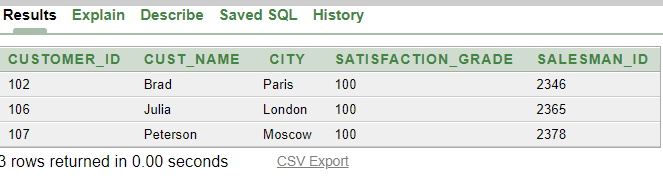 Results Explain Describe Saved SQL History
CUSTOMER_ID CUST_NAME CITY SATISFACTION_GRADE SALESMAN_ID
102 Brad Paris 100 2346
106 Julia London 100 2365
107 Peterson Moscow 100 2378
3 rows returned in 0.00 seconds CSV Export